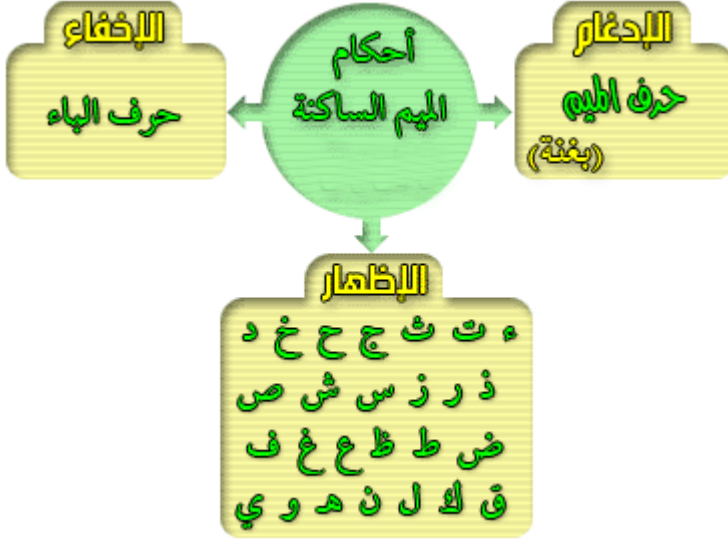 أحكام
الميم الساكنة
الإدغام
حرف الميم
(بغنة)
الإخفاء
حرف الباء
الإظهار
ء ت ث ج ح خ د
ذ ر ز س ش ص
ض ط ظ ع غ ف
ق ك ل ن هـ و ي